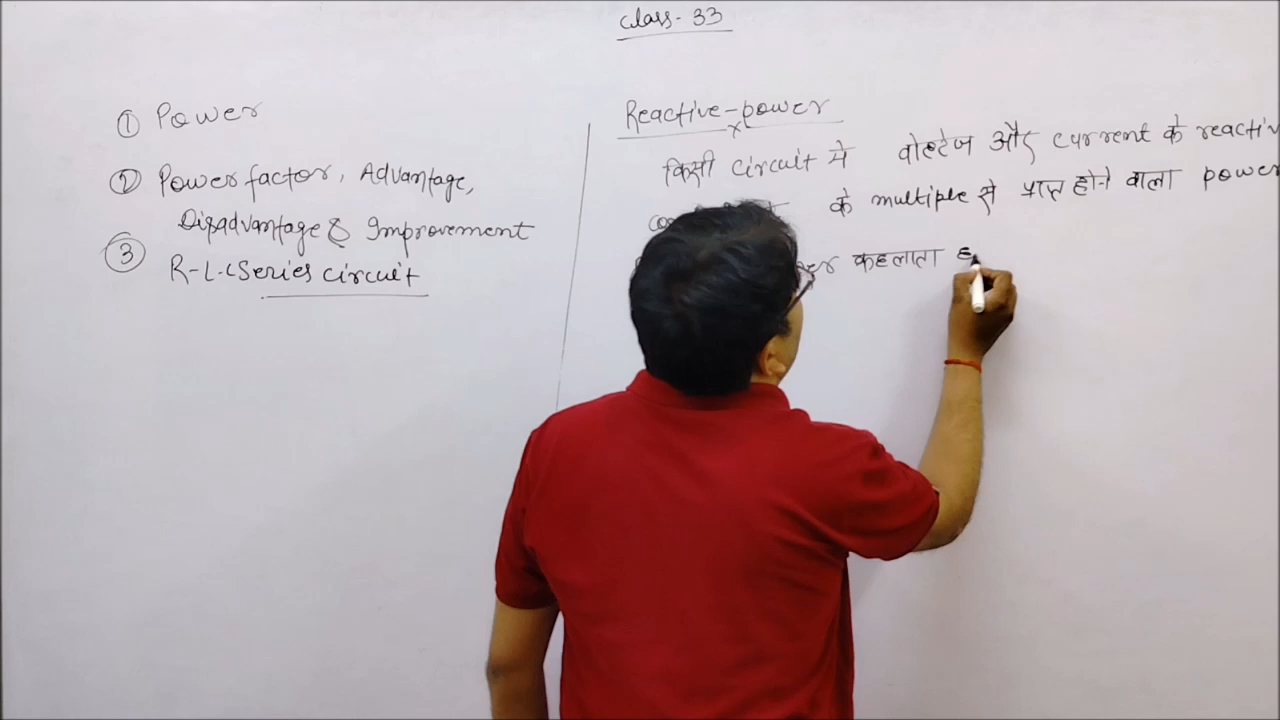 Class- 33
① Power
② Power factor, Advantage,
Disadvantage & Improvement
③ R-L-C Series circuit
Reactive-power
किसी circuit मे वोल्टेज और current के reactiv
के multiple से प्राप्त होने वाला power
कहलाता